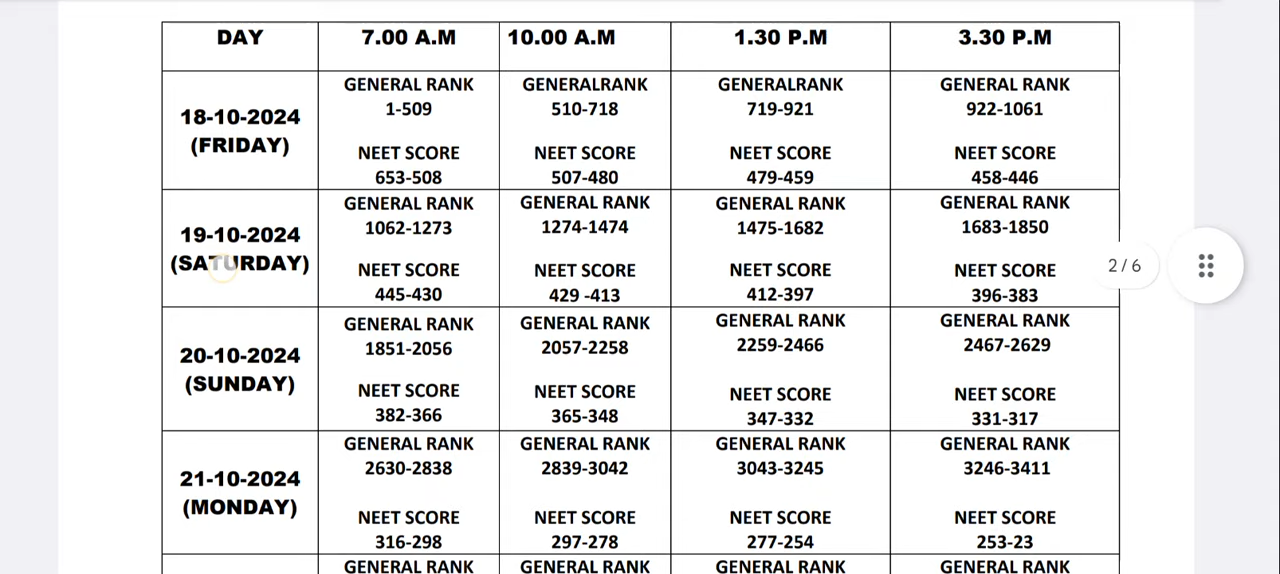 DAY 7.00 A.M 10.00 A.M 1.30 P.M 3.30 P.M
18-10-2024
(FRIDAY)
GENERAL RANK
1-509
NEET SCORE
653-508
GENERALRANK
510-718
NEET SCORE
507-480
GENERALRANK
719-921
NEET SCORE
479-459
GENERAL RANK
922-1061
NEET SCORE
458-446
19-10-2024
(SATURDAY)
GENERAL RANK
1062-1273
NEET SCORE
445-430
GENERAL RANK
1274-1474
NEET SCORE
429 -413
GENERAL RANK
1475-1682
NEET SCORE
412-397
GENERAL RANK
1683-1850
NEET SCORE
396-383
2 / 6
20-10-2024
(SUNDAY)
GENERAL RANK
1851-2056
NEET SCORE
382-366
GENERAL RANK
2057-2258
NEET SCORE
365-348
GENERAL RANK
2259-2466
NEET SCORE
347-332
GENERAL RANK
2467-2629
NEET SCORE
331-317
21-10-2024
(MONDAY)
GENERAL RANK
2630-2838
NEET SCORE
316-298
GENERAL RANK
2839-3042
NEET SCORE
297-278
GENERAL RANK
3043-3245
NEET SCORE
277-254
GENERAL RANK
3246-3411
NEET SCORE
253-23
GENERAL RANK GENERAL RANK GENERAL RANK GENERAL RANK